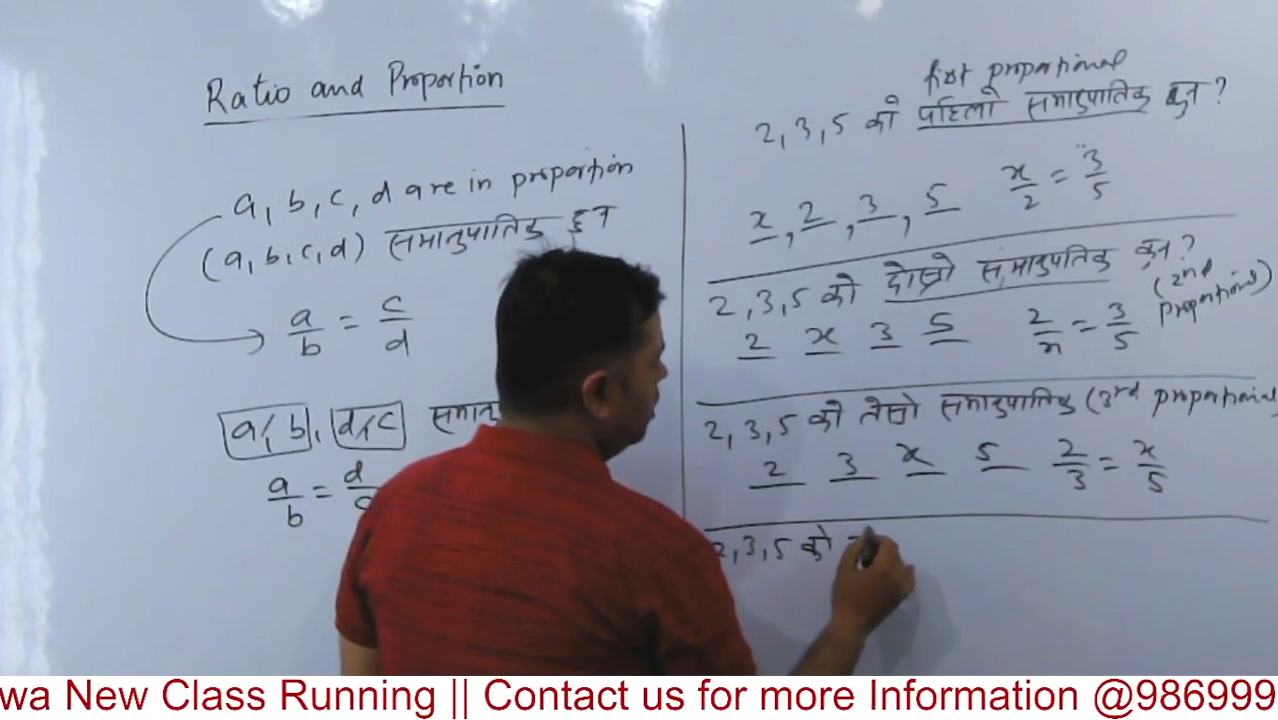 Ratio and Proportion
a, b, c, d are in proportion
(a, b, c, d) समानुपातिक हुन
a/b = c/d
a, b, d, c
a/b = d/c
first proportional
2, 3, 5 को पहिलो समानुपातिक कुन ?
x, 2, 3, 5 x/2 = 3/5
2, 3, 5 को दोस्रो समानुपातिक कुन ?
(2nd proportional)
2 x 3 5 2/x = 3/5
2, 3, 5 को तेस्रो समानुपातिक (3rd proportional
2 3 x 5 2/3 = x/5
2, 3, 5 को
wa New Class Running || Contact us for more Information @986999